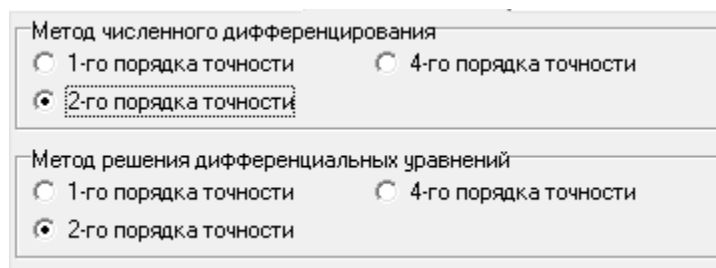 Метод численного дифференцирования
1-го порядка точности 4-го порядка точности
2-го порядка точности
Метод решения дифференциальных уравнений
1-го порядка точности 4-го порядка точности
2-го порядка точности